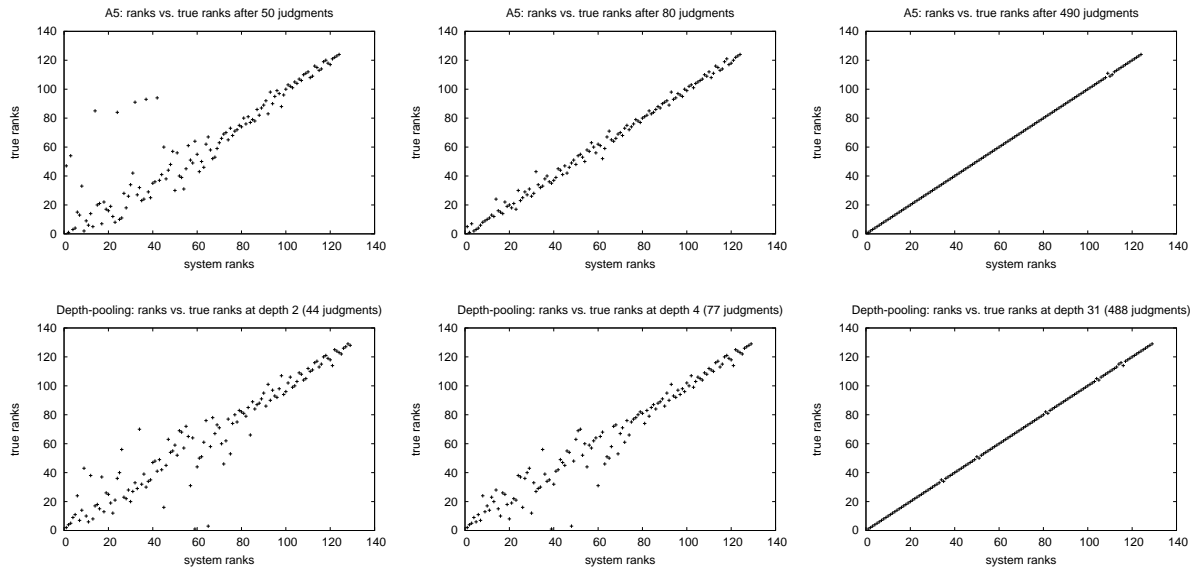 A5: ranks vs. true ranks after 50 judgments
140
120
100
80
60
40
20
0
true ranks
0 20 40 60 80 100 120 140
system ranks
A5: ranks vs. true ranks after 80 judgments
140
120
100
80
60
40
20
0
true ranks
0 20 40 60 80 100 120 140
system ranks
A5: ranks vs. true ranks after 490 judgments
140
120
100
80
60
40
20
0
true ranks
0 20 40 60 80 100 120 140
system ranks
Depth-pooling: ranks vs. true ranks at depth 2 (44 judgments)
140
120
100
80
60
40
20
0
true ranks
0 20 40 60 80 100 120 140
system ranks
Depth-pooling: ranks vs. true ranks at depth 4 (77 judgments)
140
120
100
80
60
40
20
0
true ranks
0 20 40 60 80 100 120 140
system ranks
Depth-pooling: ranks vs. true ranks at depth 31 (488 judgments)
140
120
100
80
60
40
20
0
true ranks
0 20 40 60 80 100 120 140
system ranks